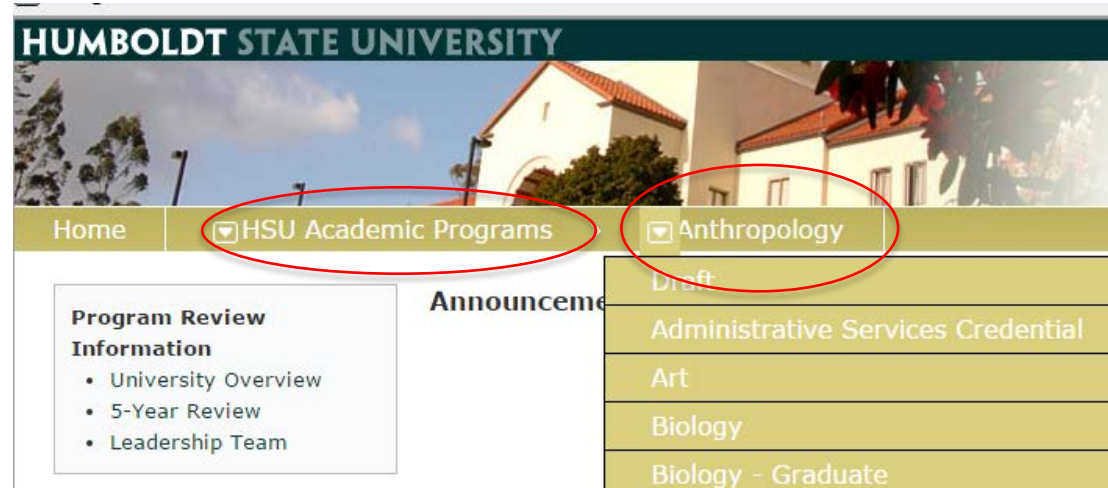 HUMBOLDT STATE UNIVERSITY
Home HSU Academic Programs Anthropology
Draft
Administrative Services Credential
Art
Biology
Biology - Graduate
Announceme
Program Review
Information
• University Overview
• 5-Year Review
• Leadership Team